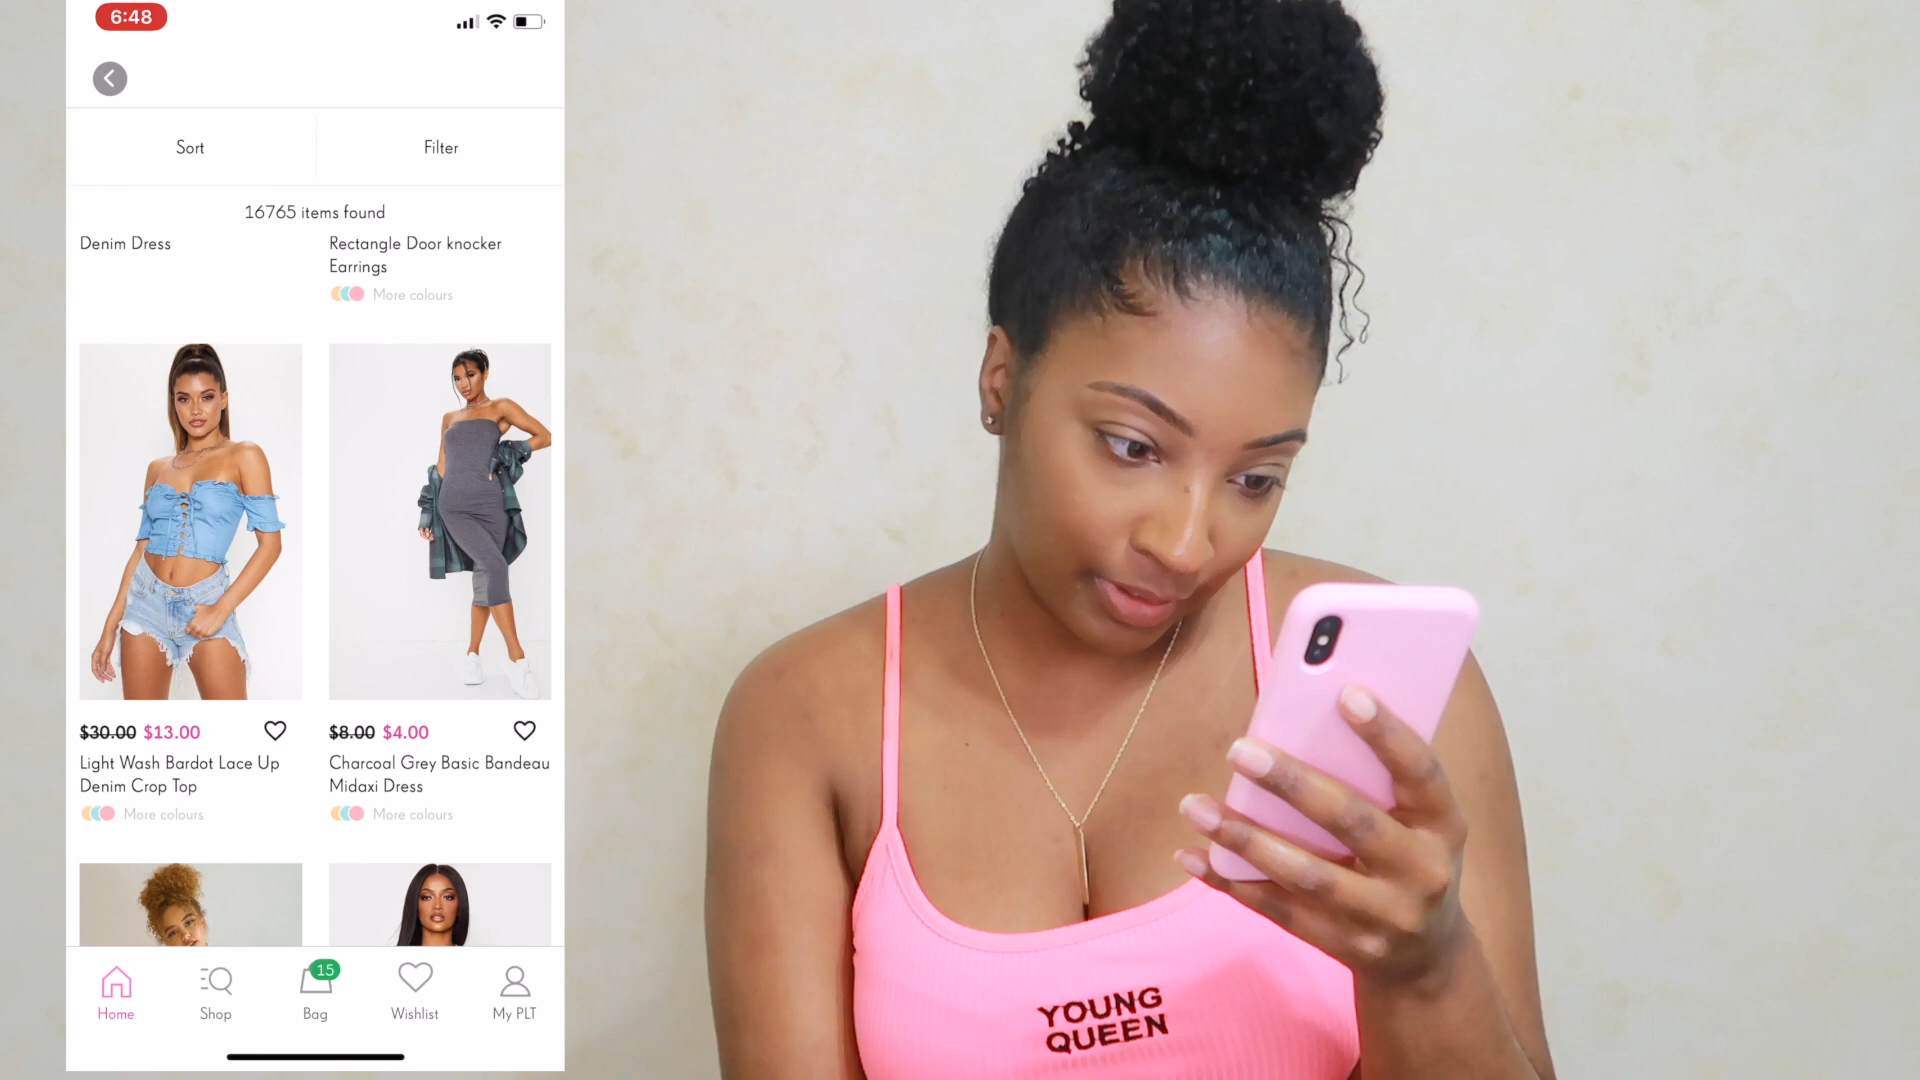 6:48
Sort
Filter
16765 items found
Denim Dress
Rectangle Door knocker
Earrings
More colours
$30.00 $13.00
Light Wash Bardot Lace Up
Denim Crop Top
More colours
$8.00 $4.00
Charcoal Grey Basic Bandeau
Midaxi Dress
More colours
Home
Shop
15
Bag
Wishlist
My PLT
YOUNG
QUEEN